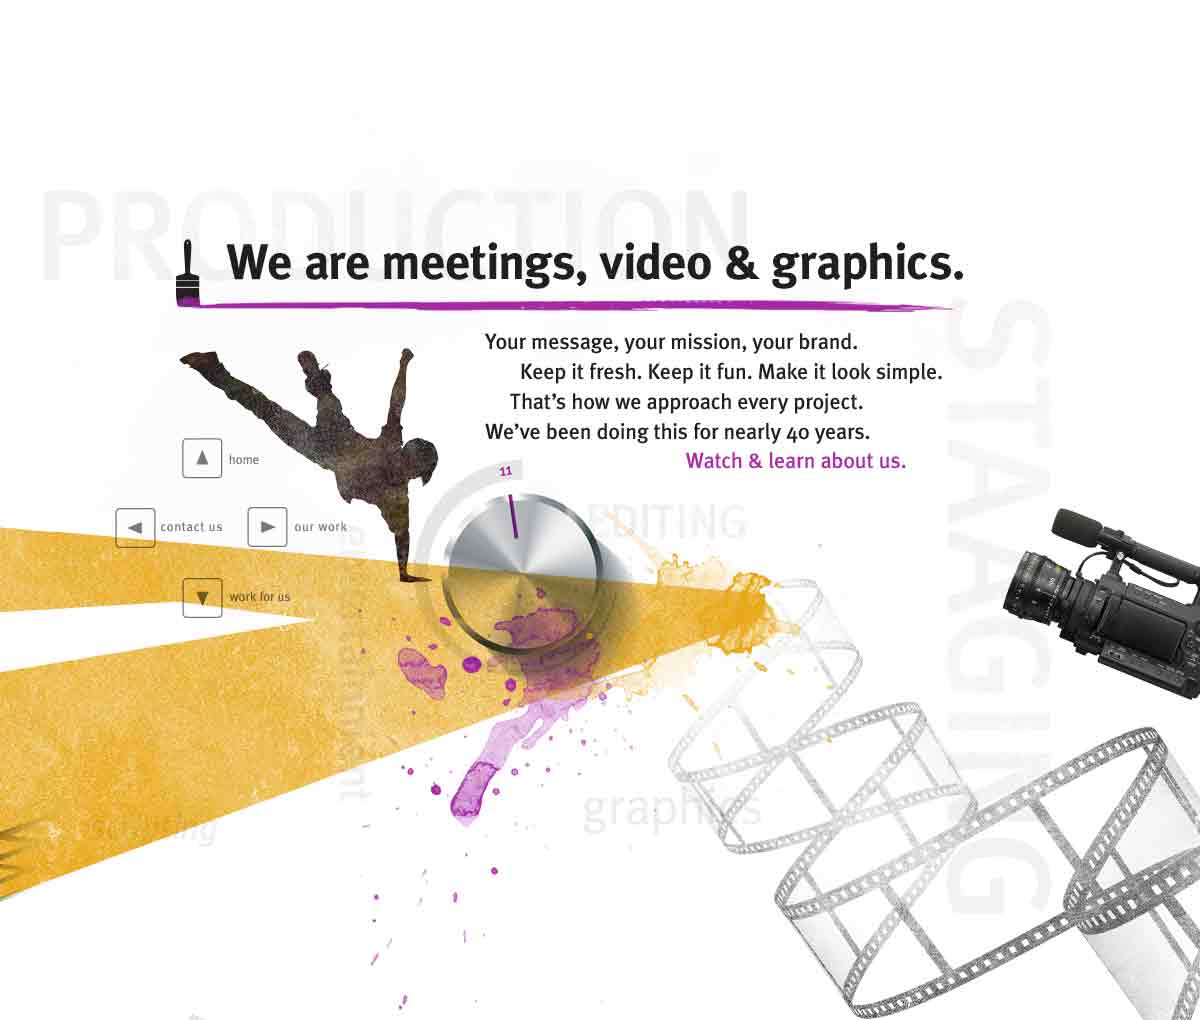 PRODUCTION
We are meetings, video & graphics.
Your message, your mission, your brand.
Keep it fresh. Keep it fun. Make it look simple.
That's how we approach every project.
We've been doing this for nearly 40 years.
Watch & learn about us.
STAAGIING
11
home
contact us
our work
work for us
EDITING
entertainment
graphics